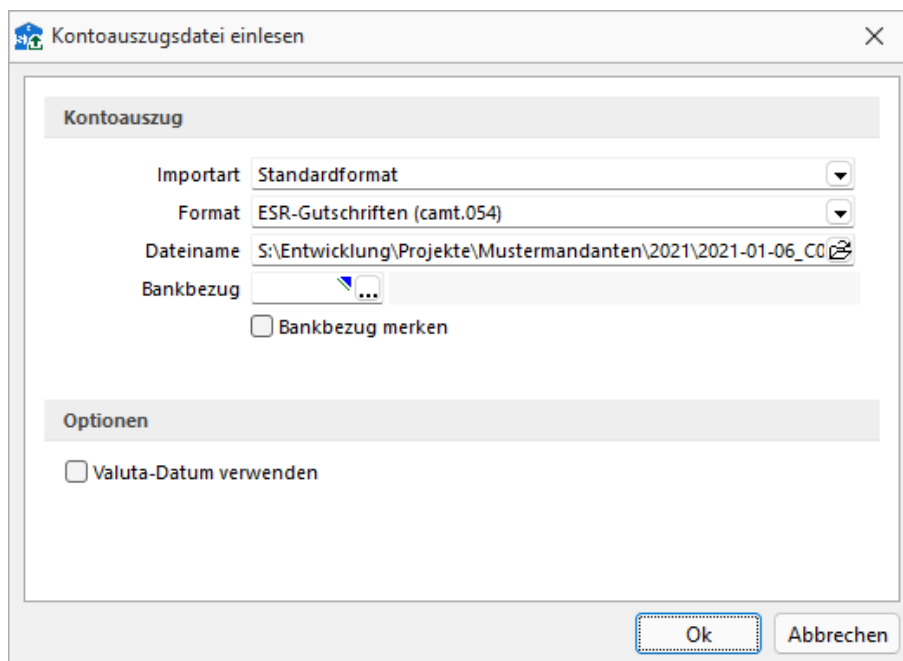 Kontoauszugsdatei einlesen
Kontoauszug
Importart Standardformat
Format ESR-Gutschriften (camt.054)
Dateiname S:\Entwicklung\Projekte\Mustermandanten\2021\2021-01-06_C0
Bankbezug ...
Bankbezug merken
Optionen
Valuta-Datum verwenden
Ok Abbrechen